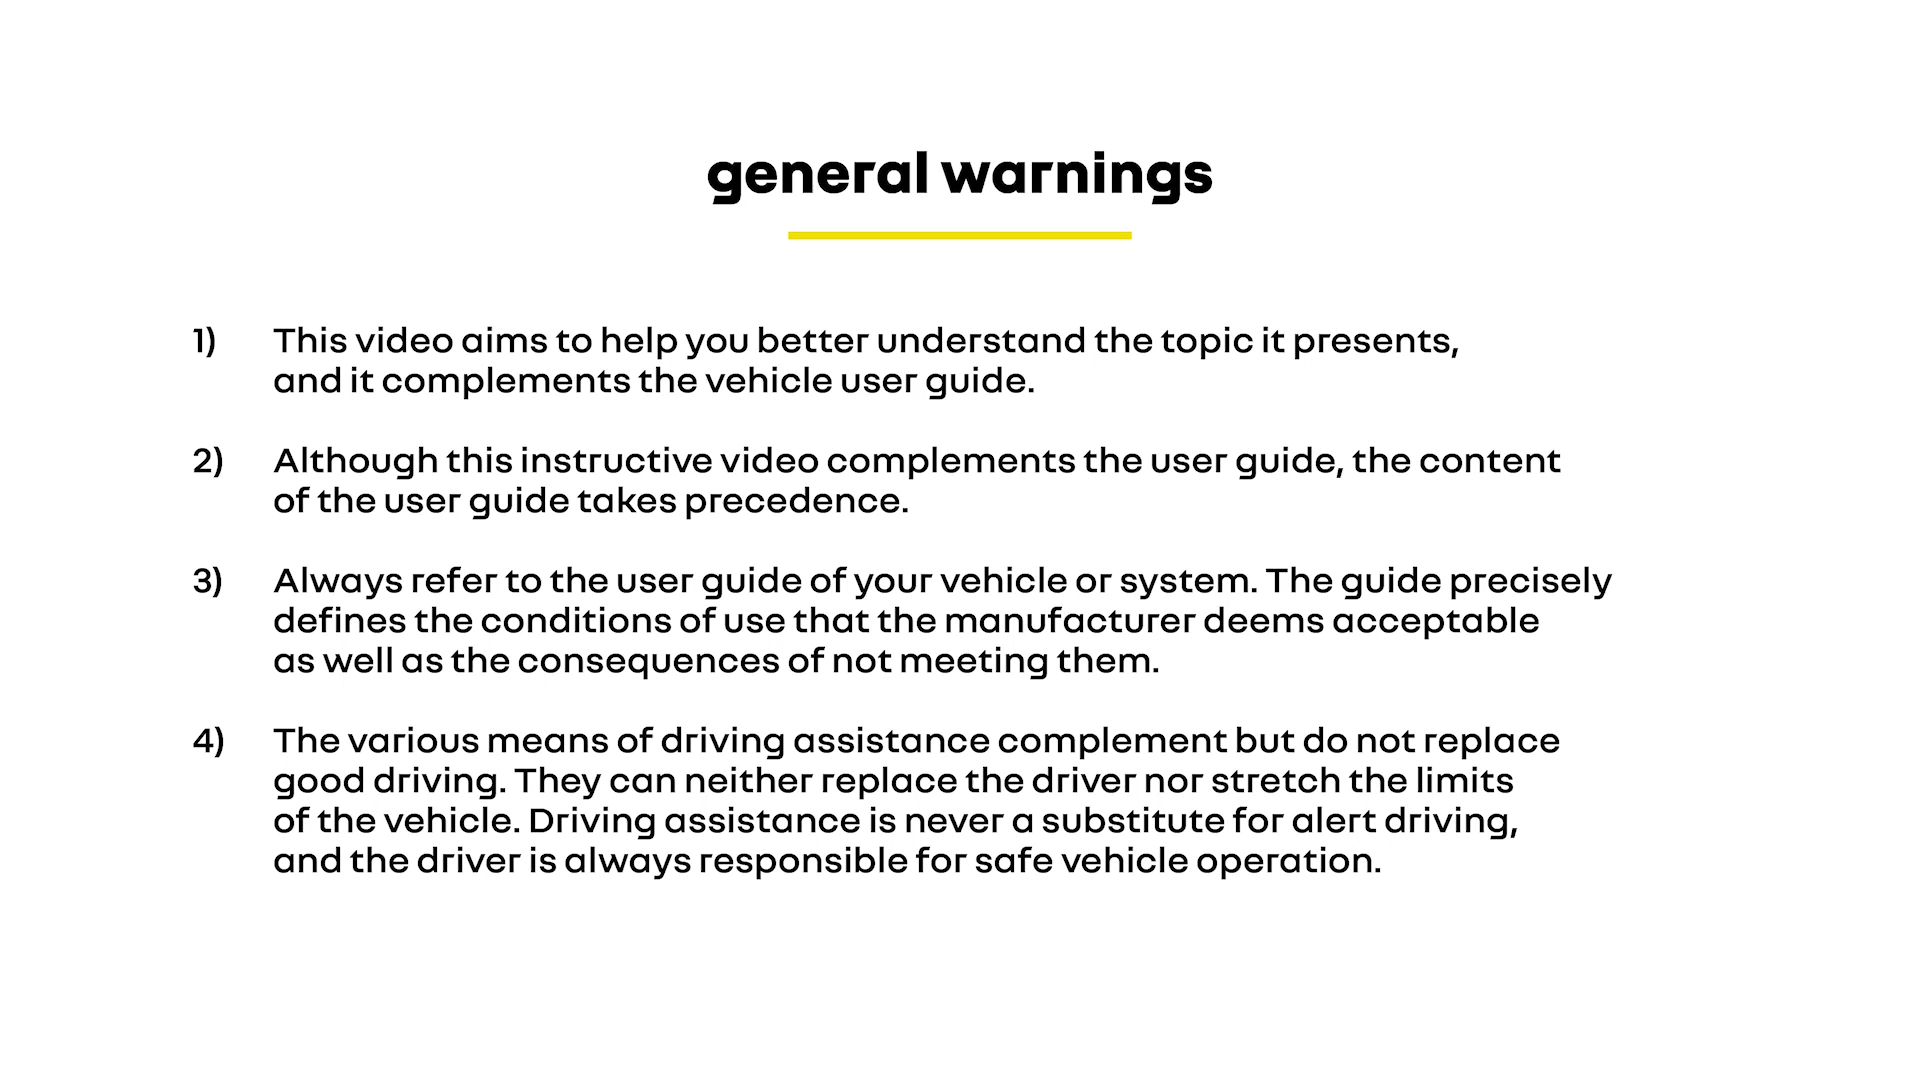 general warnings
1) This video aims to help you better understand the topic it presents,
and it complements the vehicle user guide.
2) Although this instructive video complements the user guide, the content
of the user guide takes precedence.
3) Always refer to the user guide of your vehicle or system. The guide precisely
defines the conditions of use that the manufacturer deems acceptable
as well as the consequences of not meeting them.
4) The various means of driving assistance complement but do not replace
good driving. They can neither replace the driver nor stretch the limits
of the vehicle. Driving assistance is never a substitute for alert driving,
and the driver is always responsible for safe vehicle operation.